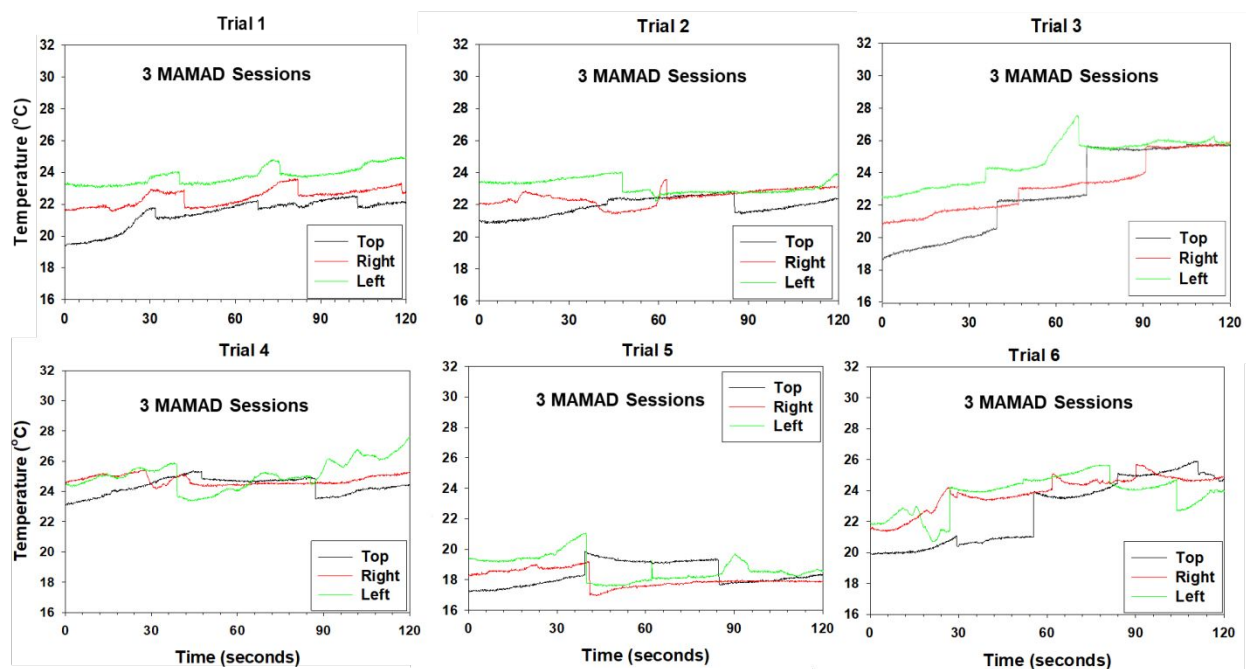 Trial 1
Trial 2
Trial 3
32
30
28
26
24
22
20
18
16
Temperature (°C)
3 MAMAD Sessions
Top
Right
Left
0
30
60
90
120
32
30
28
26
24
22
20
18
16
3 MAMAD Sessions
Top
Right
Left
0
30
60
90
120
32
30
28
26
24
22
20
18
16
3 MAMAD Sessions
Top
Right
Left
0
30
60
90
120
Trial 4
Trial 5
Trial 6
32
30
28
26
24
22
20
18
16
Temperature (°C)
3 MAMAD Sessions
Top
Right
Left
0
30
60
90
120
Time (seconds)
32
30
28
26
24
22
20
18
16
3 MAMAD Sessions
Top
Right
Left
0
30
60
90
120
Time (seconds)
32
30
28
26
24
22
20
18
16
3 MAMAD Sessions
Top
Right
Left
0
30
60
90
120
Time (seconds)